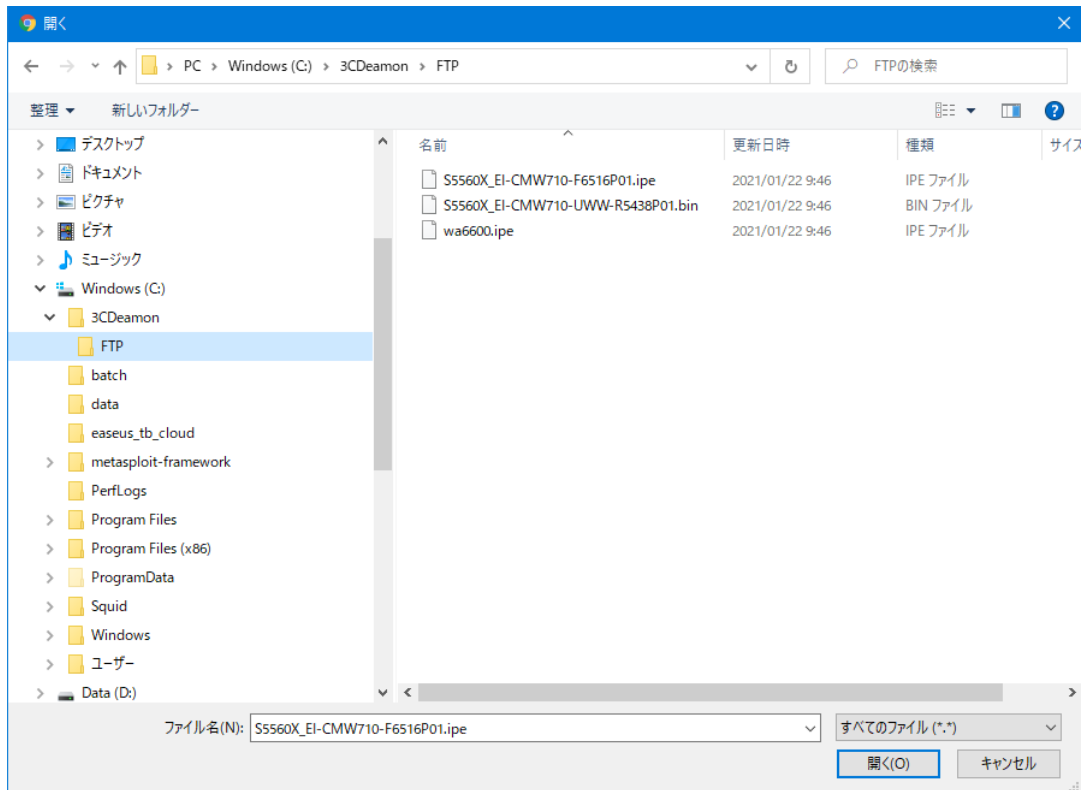 開く
PC › Windows (C:) › 3CDeamon › FTP
FTPの検索
整理 新しいフォルダー
デスクトップ
ドキュメント
ピクチャ
ビデオ
ミュージック
Windows (C:)
3CDeamon
FTP
batch
data
easeus_tb_cloud
metasploit-framework
PerfLogs
Program Files
Program Files (x86)
ProgramData
Squid
Windows
ユーザー
Data (D:)
名前 更新日時 種類 サイズ
S5560X_EI-CMW710-F6516P01.ipe 2021/01/22 9:46 IPE ファイル
S5560X_EI-CMW710-UWW-R5438P01.bin 2021/01/22 9:46 BIN ファイル
wa6600.ipe 2021/01/22 9:46 IPE ファイル
ファイル名(N): S5560X_EI-CMW710-F6516P01.ipe すべてのファイル (*.*)
開く(O) キャンセル